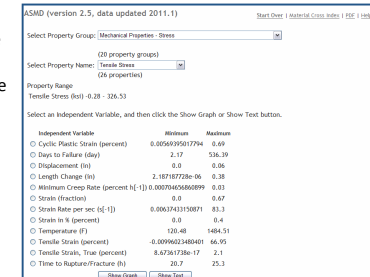 ASMD (version 2.5, data updated 2011.1)
Start Over | Material Cross Index | PDF | Help
Select Property Group: Mechanical Properties - Stress
(20 property groups)
Select Property Name: Tensile Stress
(26 properties)
Property Range
Tensile Stress (ksi) -0.28 - 326.53
Select an Independent Variable, and then click the Show Graph or Show Text button.
Independent Variable Minimum Maximum
Cyclic Plastic Strain (percent) 0.00569395017794 0.69
Days to Failure (day) 2.17 536.39
Displacement (in) 0.0 0.06
Length Change (in) 2.187187728e-06 0.38
Minimum Creep Rate (percent h[-1]) 0.000704656860899 0.03
Strain (fraction) 0.0 0.67
Strain Rate per sec (s[-1]) 0.00637433150871 83.3
Strain in % (percent) 0.0 0.4
Temperature (F) 120.48 1484.51
Tensile Strain (percent) -0.00996023480401 66.95
Tensile Strain, True (percent) 8.67361738e-17 2.1
Time to Rupture/Fracture (h) 20.7 25.3
Show Graph Show Text